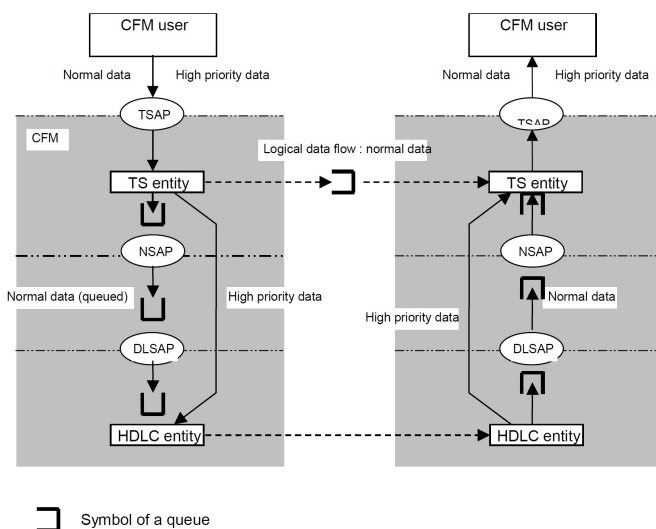 CFM user
CFM user
Normal data
High priority data
Normal data
High priority data
TSAP
TSAP
CFM
Logical data flow : normal data
TS entity
TS entity
NSAP
NSAP
Normal data (queued)
High priority data
Normal data
High priority data
DLSAP
DLSAP
HDLC entity
HDLC entity
Symbol of a queue